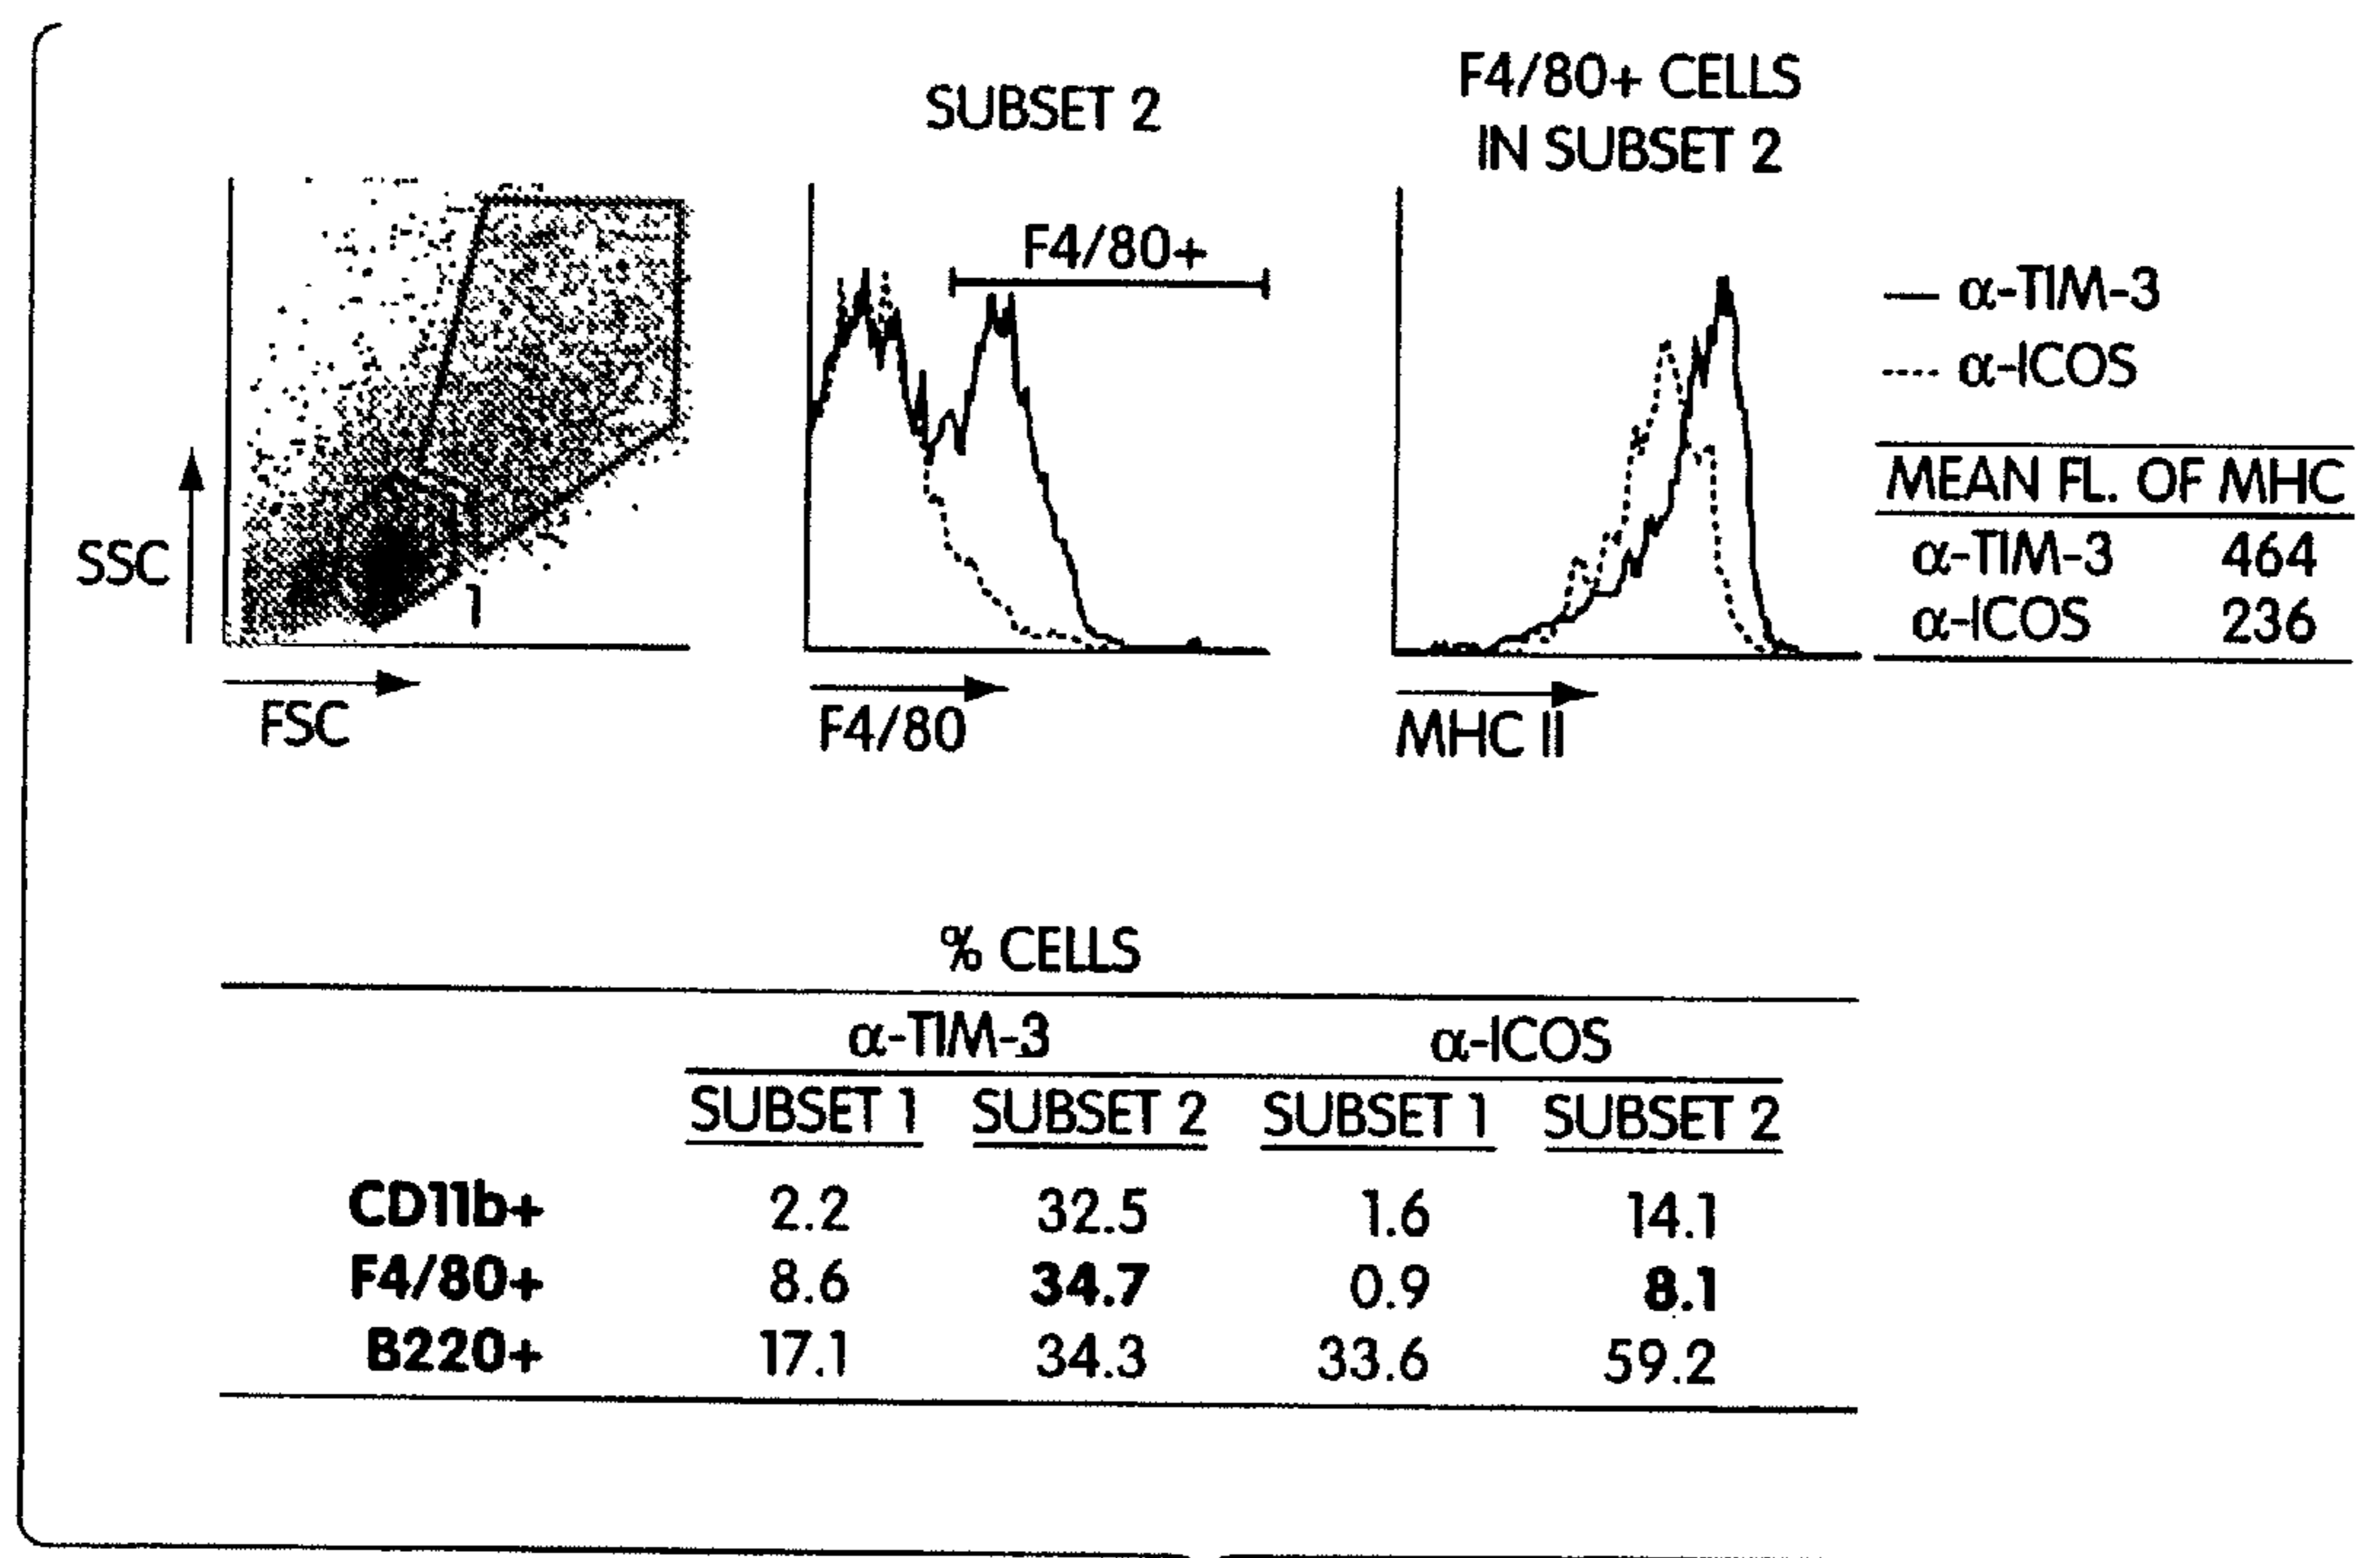 SUBSET 2
F4/80+ CELLS
IN SUBSET 2
F4/80+
α-TIM-3
α-ICOS
MEAN FL. OF MHC
α-TIM-3 464
α-ICOS 236
SSC
1
FSC
F4/80
MHC II
% CELLS
α-TIM-3 α-ICOS
SUBSET 1 SUBSET 2 SUBSET 1 SUBSET 2
CD11b+ 2.2 32.5 1.6 14.1
F4/80+ 8.6 34.7 0.9 8.1
B220+ 17.1 34.3 33.6 59.2